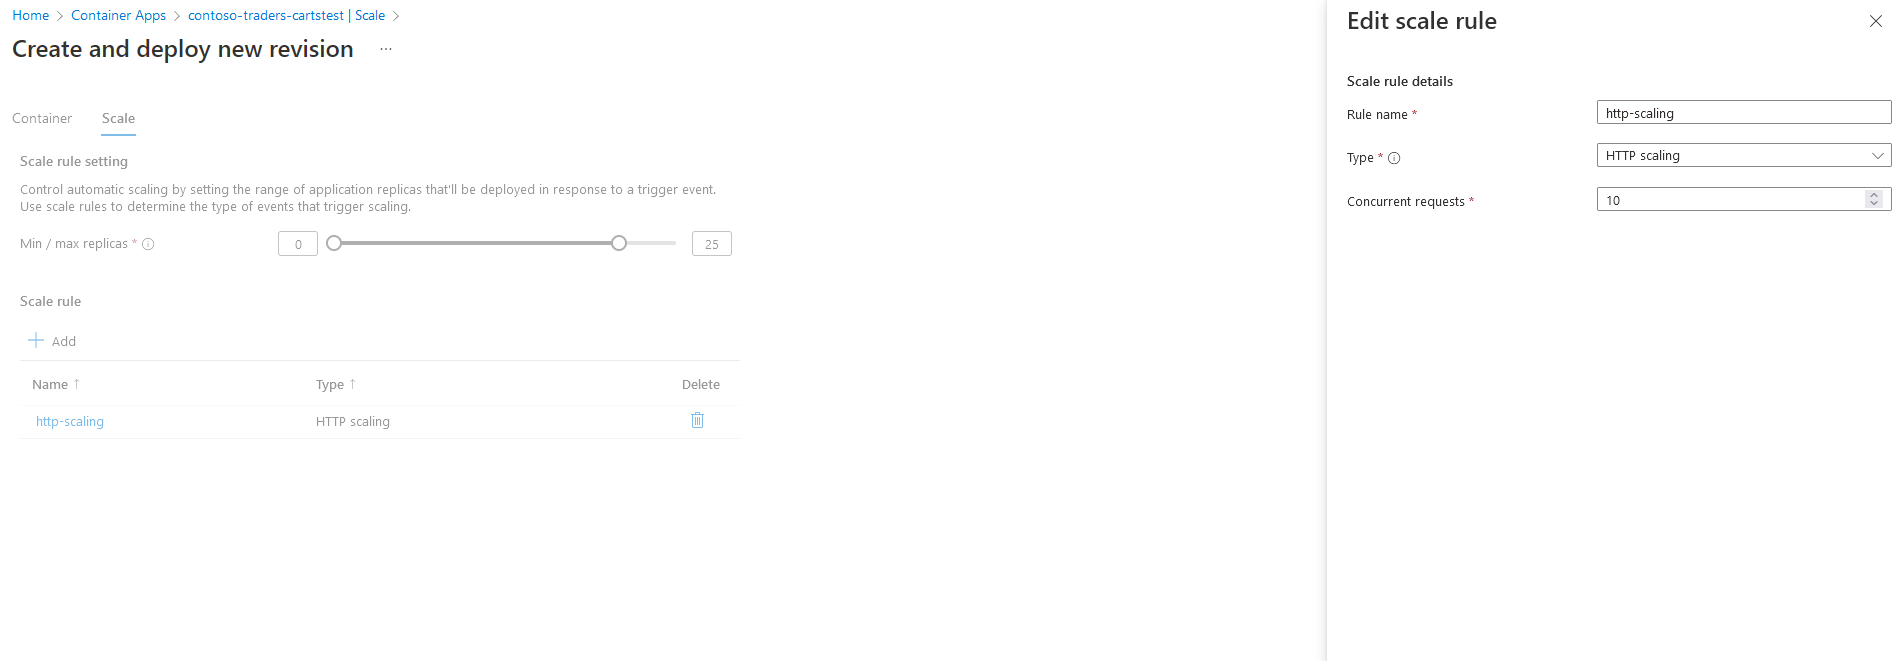 Home > Container Apps > contoso-traders-cartstest | Scale >
Create and deploy new revision ...
Container Scale
Scale rule setting
Control automatic scaling by setting the range of application replicas that'll be deployed in response to a trigger event.
Use scale rules to determine the type of events that trigger scaling.
Min / max replicas * 0 25
Scale rule
+ Add
Name ↑ Type ↑ Delete
http-scaling HTTP scaling
Edit scale rule
Scale rule details
Rule name * http-scaling
Type * HTTP scaling
Concurrent requests * 10